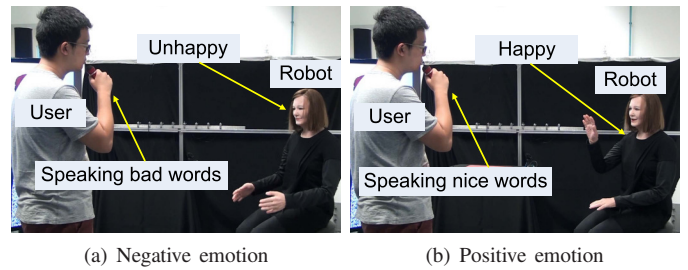 Unhappy
Robot
User
Speaking bad words
(a) Negative emotion
Happy
Robot
User
Speaking nice words
(b) Positive emotion